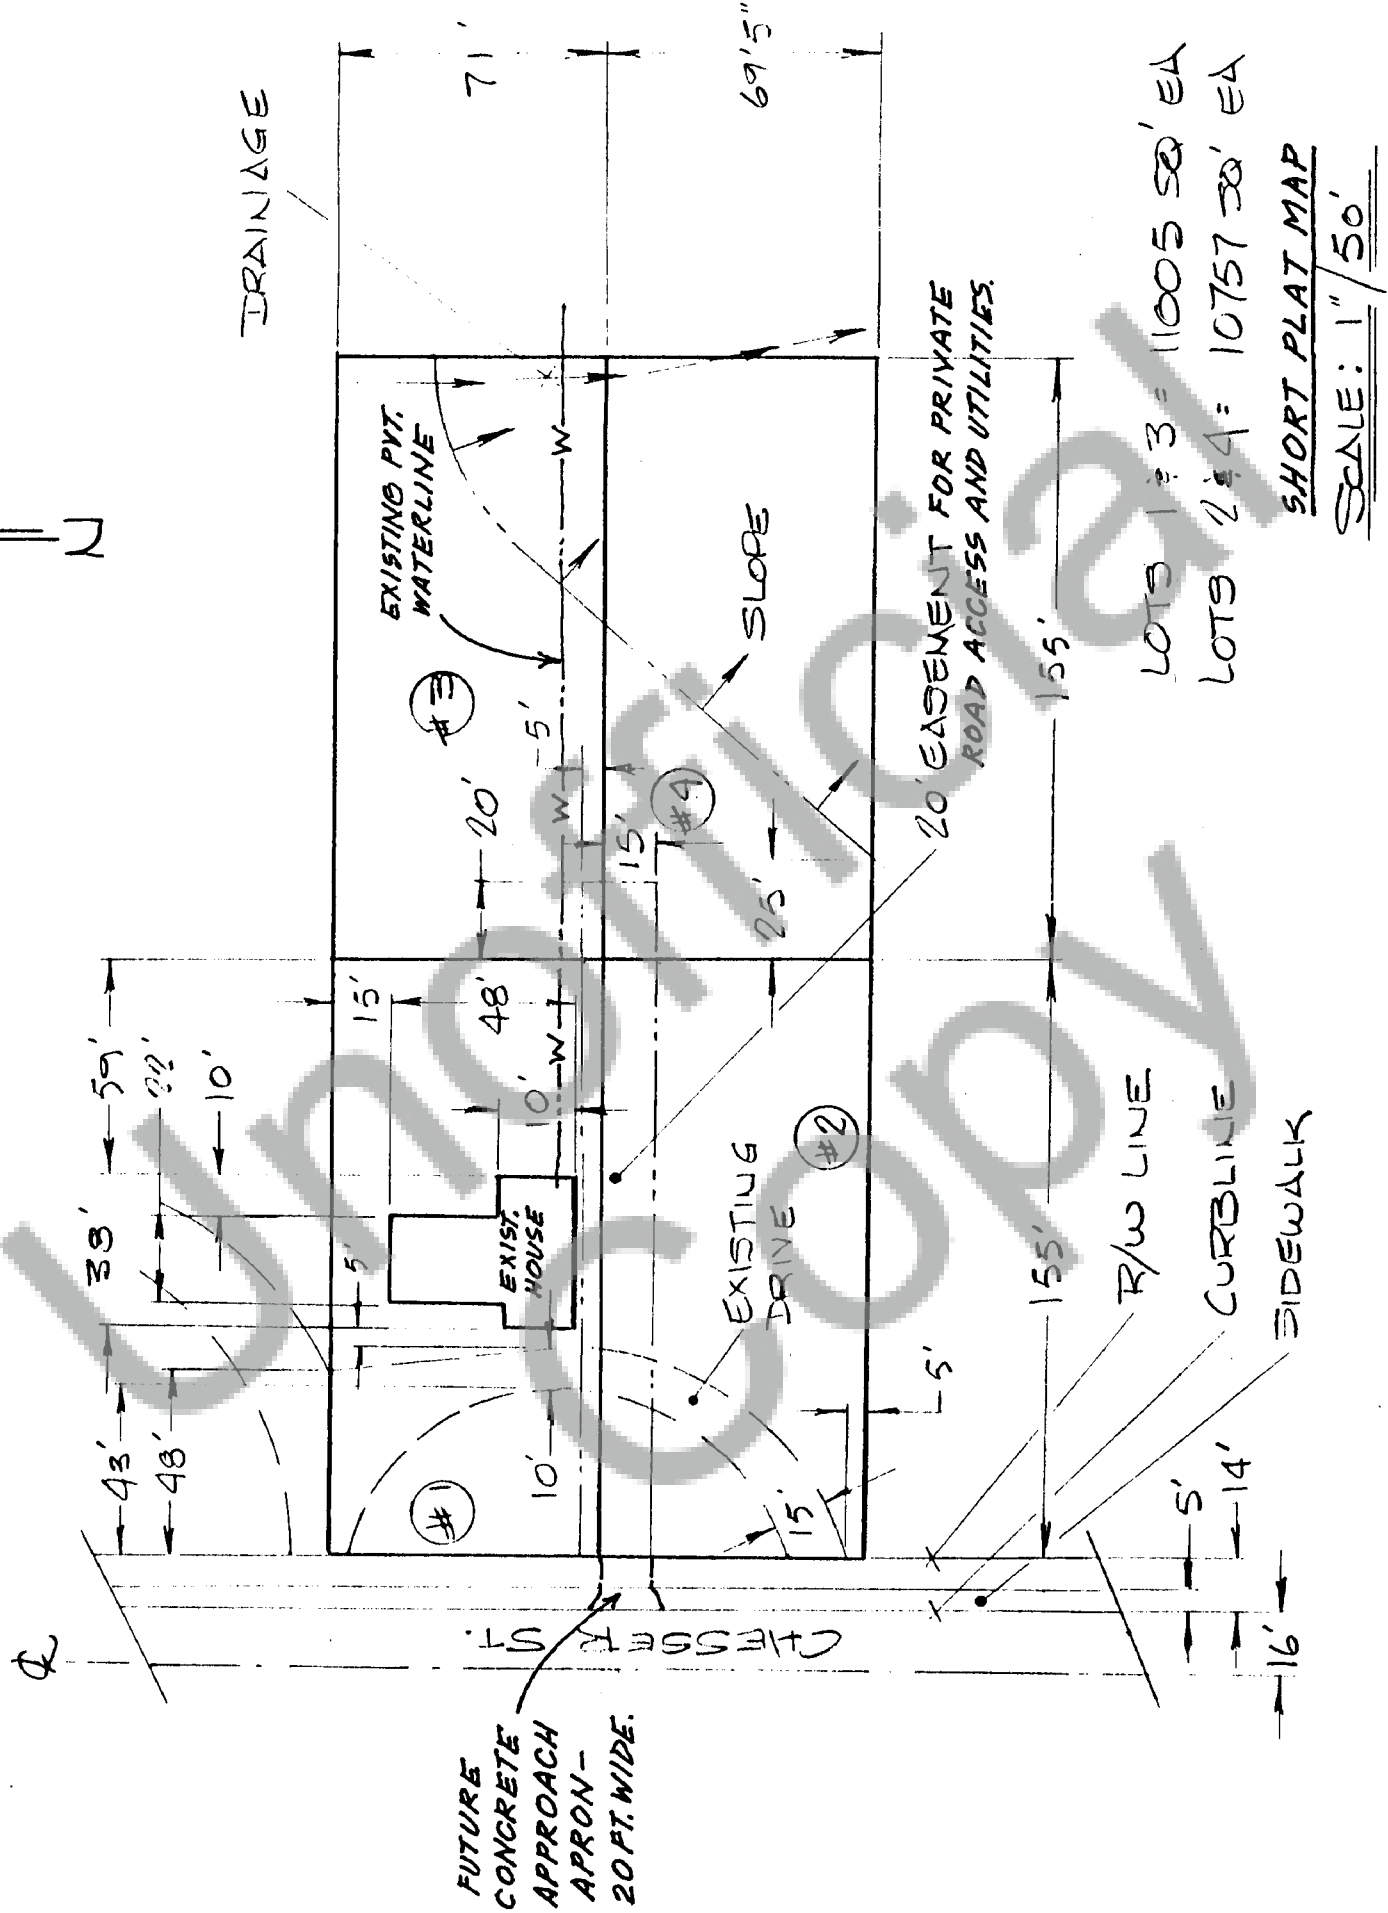 N
DRAINAGE
71'
69'5"
EXISTING PVT.
WATERLINE
#3
5'
20'
W
W
W
#4
15'
25'
SLOPE
20' EASEMENT FOR PRIVATE
ROAD ACCESS AND UTILITIES.
155'
59'
22'
10'
38'
5'
43'
48'
15'
48'
10'
EXIST.
HOUSE
10'
#1
EXISTING
DRIVE
#2
15'
5'
155'
R/W LINE
CURBLINE
SIDEWALK
5'
14'
16'
CHESSER ST.
FUTURE
CONCRETE
APPROACH
APRON-
20 FT. WIDE.
LOTS 1 & 3 = 11005 SQ' EA
LOTS 2 & 4 = 10757 SQ' EA
SHORT PLAT MAP
SCALE: 1"/50'
Unofficial
Copy